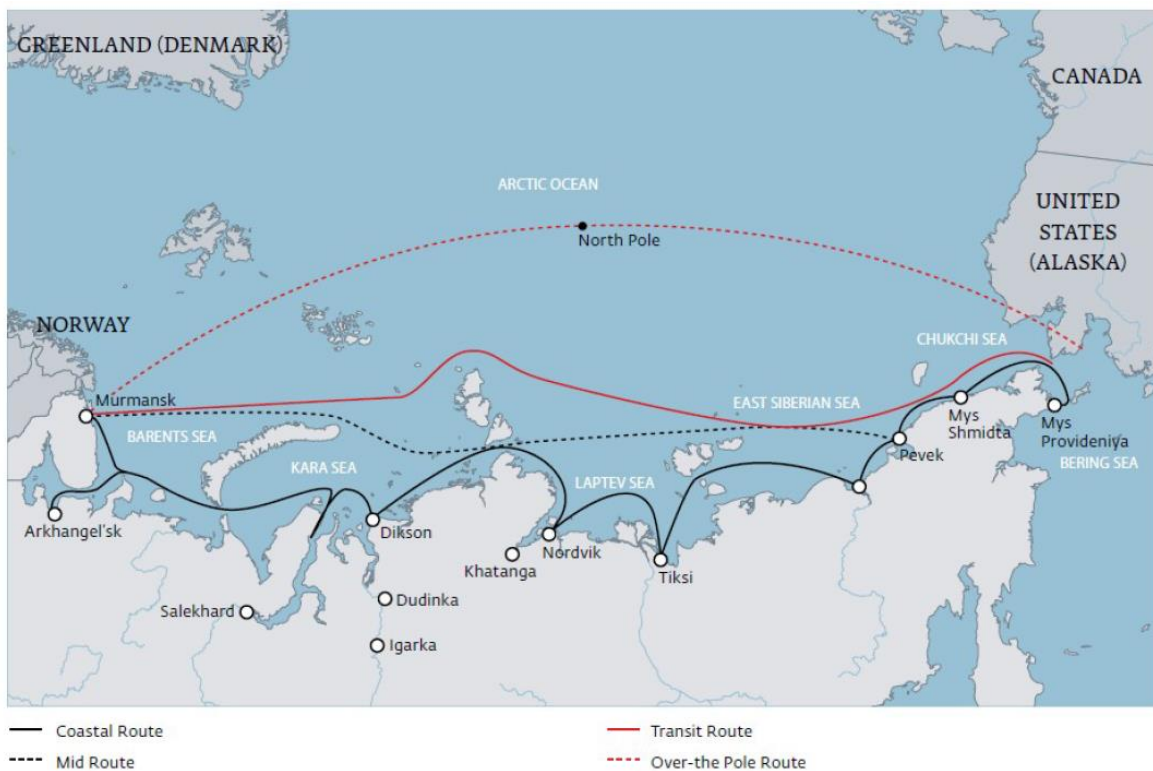 GREENLAND (DENMARK)
CANADA
ARCTIC OCEAN
UNITED
STATES
(ALASKA)
North Pole
NORWAY
CHUKCHI SEA
Murmansk
EAST SIBERIAN SEA
BARENTS SEA
Mys
Shmidta
Mys
Provideniya
Pevek
BERING SEA
KARA SEA
LAPTEV SEA
Arkhangel'sk
Dikson
Nordvik
Khatanga
Tiksi
Dudinka
Salekhard
Igarka
Coastal Route
Transit Route
Mid Route
Over-the Pole Route